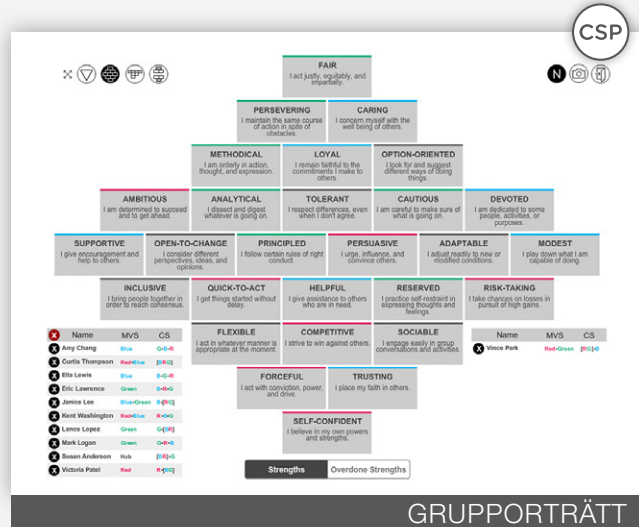 CSP
N
FAIR
I act justly, equitably, and
impartially.
PERSEVERING
I maintain the same course
of action in spite of
obstacles.
CARING
I concern myself with the
well being of others.
METHODICAL
I am orderly in action,
thought, and expression.
LOYAL
I remain faithful to the
commitments I make to
others.
OPTION-ORIENTED
I look for and suggest
different ways of doing
things.
AMBITIOUS
I am determined to succeed
and to get ahead.
ANALYTICAL
I dissect and digest
whatever is going on.
TOLERANT
I respect differences, even
when I don't agree.
CAUTIOUS
I am careful to make sure of
what is going on.
DEVOTED
I am dedicated to some
people, activities, or
purposes.
SUPPORTIVE
I give encouragement and
help to others.
OPEN-TO-CHANGE
I consider different
perspectives, ideas, and
opinions.
PRINCIPLED
I follow certain rules of right
conduct.
PERSUASIVE
I urge, influence, and
convince others.
ADAPTABLE
I adjust readily to new or
modified conditions.
MODEST
I play down what I am
capable of doing.
INCLUSIVE
I bring people together in
order to reach consensus.
QUICK-TO-ACT
I get things started without
delay.
HELPFUL
I give assistance to others
who are in need.
RESERVED
I practice self-restraint in
expressing thoughts and
feelings.
RISK-TAKING
I take chances on losses in
pursuit of high gains.
FLEXIBLE
I act in whatever manner is
appropriate at the moment.
COMPETITIVE
I strive to win against others.
SOCIABLE
I engage easily in group
conversations and activities.
FORCEFUL
I act with conviction, power,
and drive.
TRUSTING
I place my faith in others.
SELF-CONFIDENT
I believe in my own powers
and strengths.
X Name MVS CS
X Amy Chang Blue G-B-R
X Curtis Thompson Red-Blue [BRG]
X Ella Lewis Blue B-G-R
X Eric Lawrence Green B-R-G
X Janice Lee Blue-Green B-[RG]
X Kent Washington Red-Blue R-B-G
X Lance Lopez Green G-[BR]
X Mark Logan Green G-R-B
X Susan Anderson Hub [BR]-G
X Victoria Patel Red R-[BG]
Name MVS CS
X Vince Park Red-Green [RG]-B
Strengths Overdone Strengths
GRUPPORTRÄTT